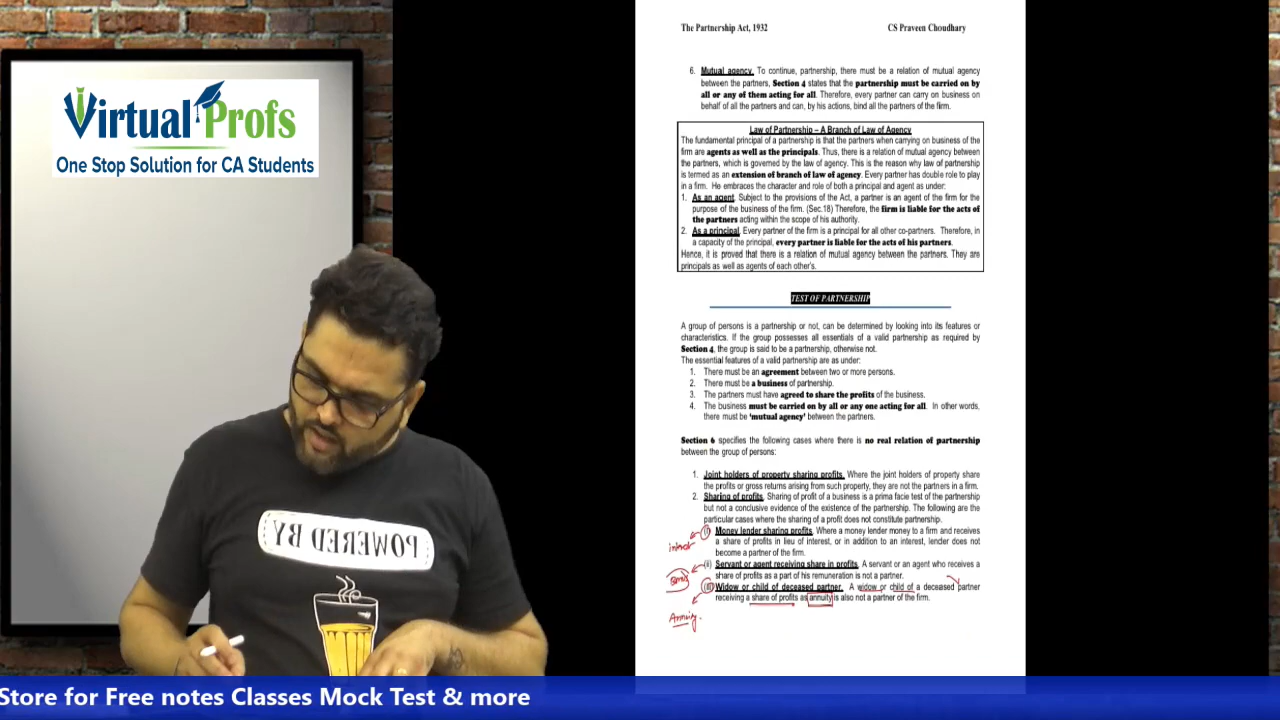 Virtual Profs
One Stop Solution for CA Students
POWERED BY
The Partnership Act, 1932 CS Praveen Choudhary
6. Mutual agency. To continue, partnership, there must be a relation of mutual agency
between the partners, Section 4 states that the partnership must be carried on by
all or any of them acting for all. Therefore, every partner can carry on business on
behalf of all the partners and can, by his actions, bind all the partners of the firm.
Law of Partnership – A Branch of Law of Agency
The fundamental principal of a partnership is that the partners when carrying on business of the
firm are agents as well as the principals. Thus, there is a relation of mutual agency between
the partners, which is governed by the law of agency. This is the reason why law of partnership
is termed as an extension of branch of law of agency. Every partner has double role to play
in a firm. He embraces the character and role of both a principal and agent as under:
1. As an agent. Subject to the provisions of the Act, a partner is an agent of the firm for the
purpose of the business of the firm. (Sec.18) Therefore, the firm is liable for the acts of
the partners acting within the scope of his authority.
2. As a principal. Every partner of the firm is a principal for all other co-partners. Therefore, in
a capacity of the principal, every partner is liable for the acts of his partners.
Hence, it is proved that there is a relation of mutual agency between the partners. They are
principals as well as agents of each other's.
TEST OF PARTNERSHIP
A group of persons is a partnership or not, can be determined by looking into its features or
characteristics. If the group possesses all essentials of a valid partnership as required by
Section 4, the group is said to be a partnership, otherwise not.
The essential features of a valid partnership are as under:
1. There must be an agreement between two or more persons.
2. There must be a business of partnership.
3. The partners must have agreed to share the profits of the business.
4. The business must be carried on by all or any one acting for all. In other words,
there must be 'mutual agency' between the partners.
Section 6 specifies the following cases where there is no real relation of partnership
between the group of persons:
1. Joint holders of property sharing profits. Where the joint holders of property share
the profits or gross returns arising from such property, they are not the partners in a firm.
2. Sharing of profits. Sharing of profit of a business is a prima facie test of the partnership
but not a conclusive evidence of the existence of the partnership. The following are the
particular cases where the sharing of a profit does not constitute partnership.
(i) Money lender sharing profits. Where a money lender money to a firm and receives
a share of profits in lieu of interest, or in addition to an interest, lender does not
become a partner of the firm.
(ii) Servant or agent receiving share in profits. A servant or an agent who receives a
share of profits as a part of his remuneration is not a partner.
(iii) Widow or child of deceased partner. A widow or child of a deceased partner
receiving a share of profits as annuity is also not a partner of the firm.
Annuity.
Store for Free notes Classes Mock Test & more